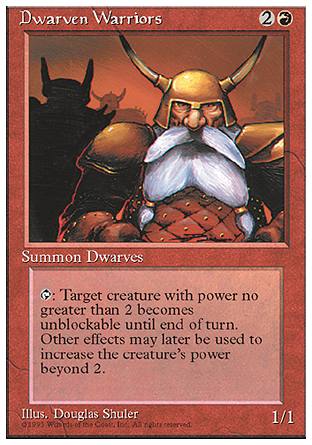 Dwarven Warriors 2
Summon Dwarves
: Target creature with power no
greater than 2 becomes
unblockable until end of turn.
Other effects may later be used to
increase the creature's power
beyond 2.
Illus. Douglas Shuler
©1995 Wizards of the Coast, Inc. All rights reserved.
1/1